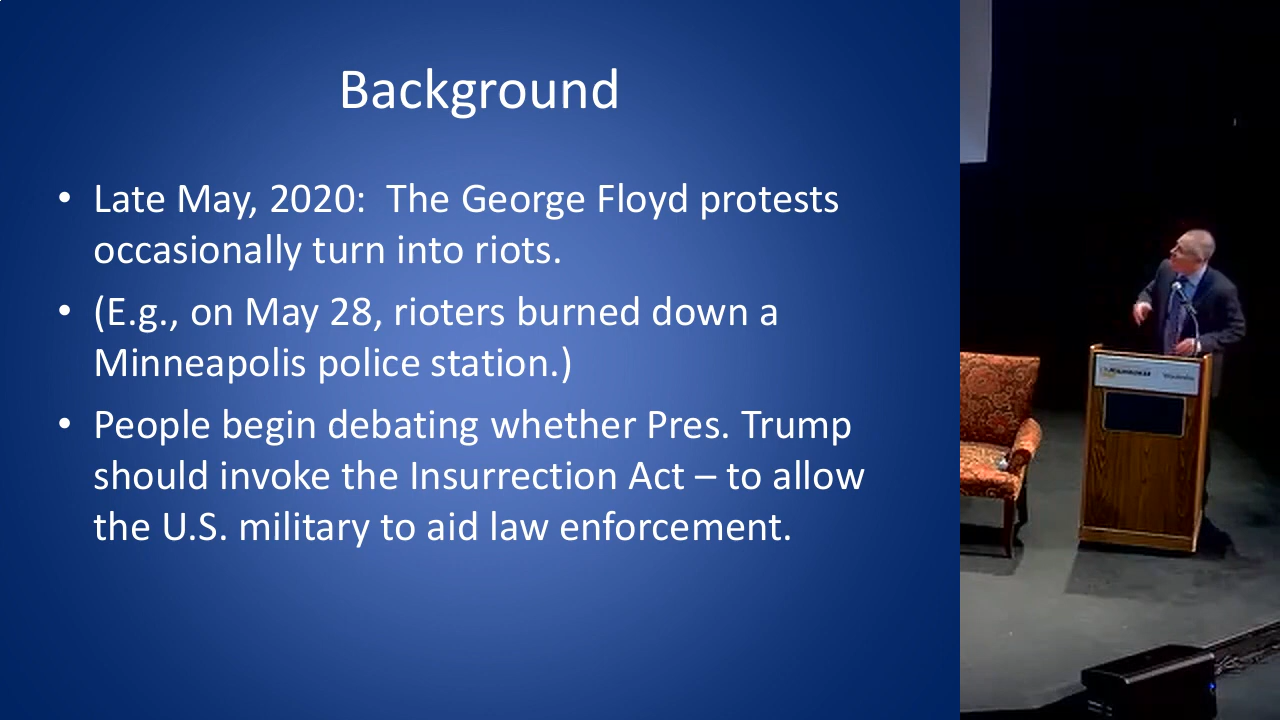 Background
• Late May, 2020:  The George Floyd protests
occasionally turn into riots.
• (E.g., on May 28, rioters burned down a
Minneapolis police station.)
• People begin debating whether Pres. Trump
should invoke the Insurrection Act – to allow
the U.S. military to aid law enforcement.